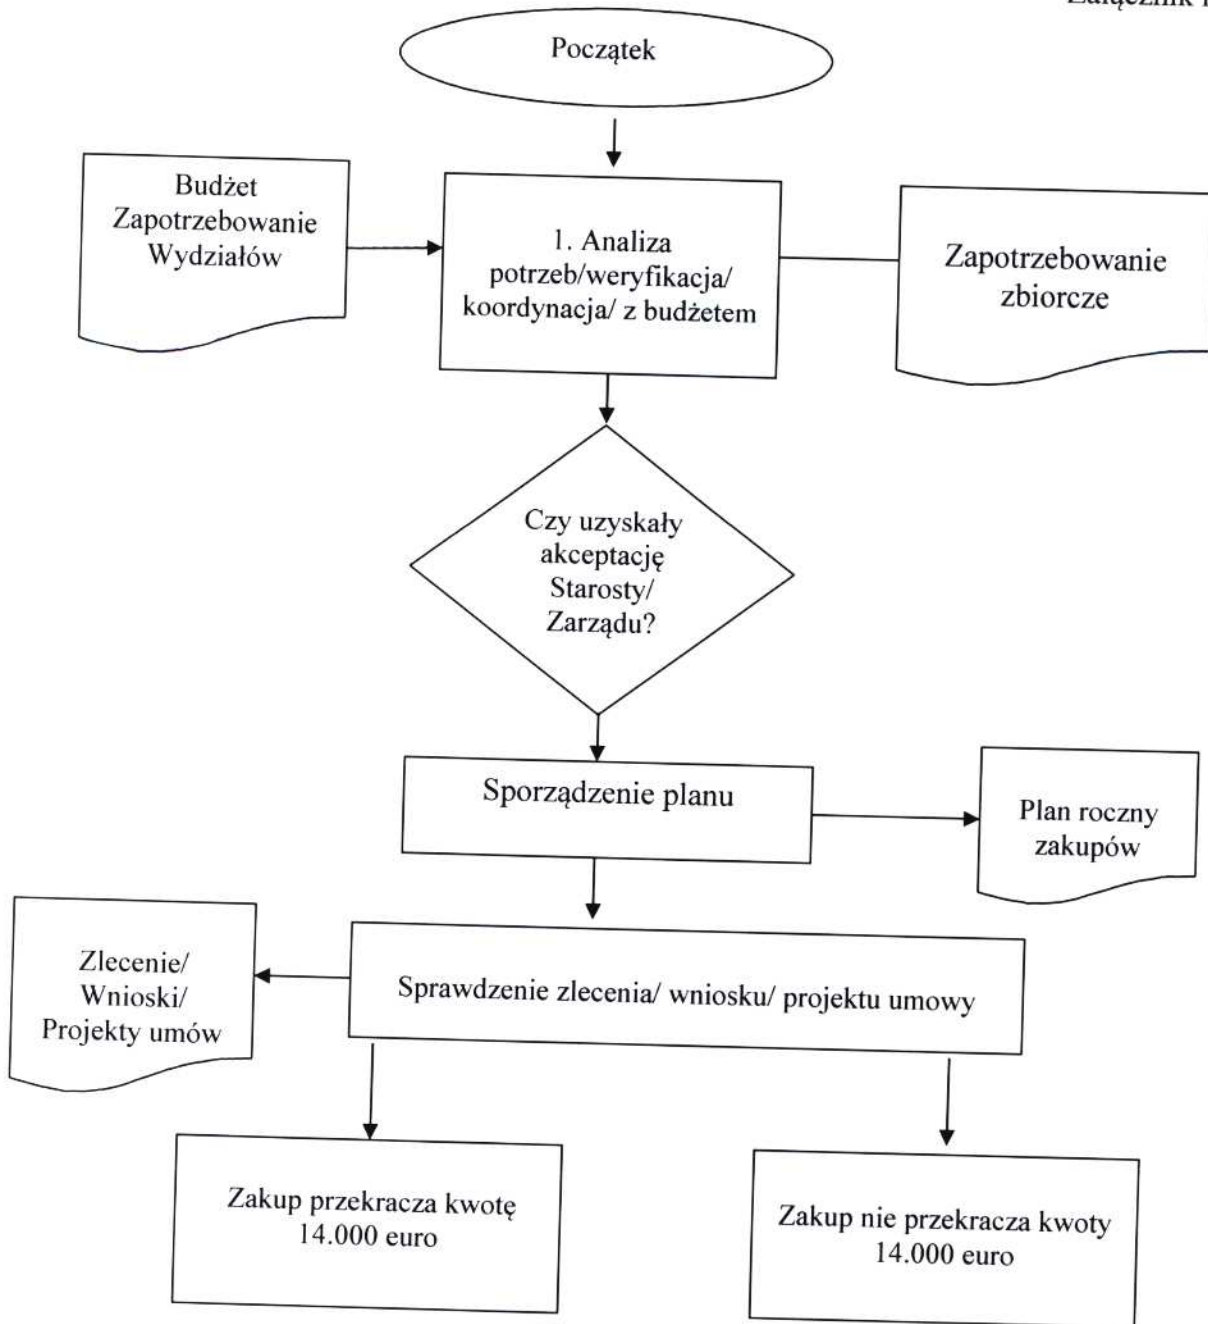 Początek
Budżet
Zapotrzebowanie
Wydziałów
1. Analiza
potrzeb/weryfikacja/
koordynacja/ z budżetem
Zapotrzebowanie
zbiorcze
Czy uzyskały
akceptację
Starosty/
Zarządu?
Sporządzenie planu
Plan roczny
zakupów
Zlecenie/
Wnioski/
Projekty umów
Sprawdzenie zlecenia/ wniosku/ projektu umowy
Zakup przekracza kwotę
14.000 euro
Zakup nie przekracza kwoty
14.000 euro